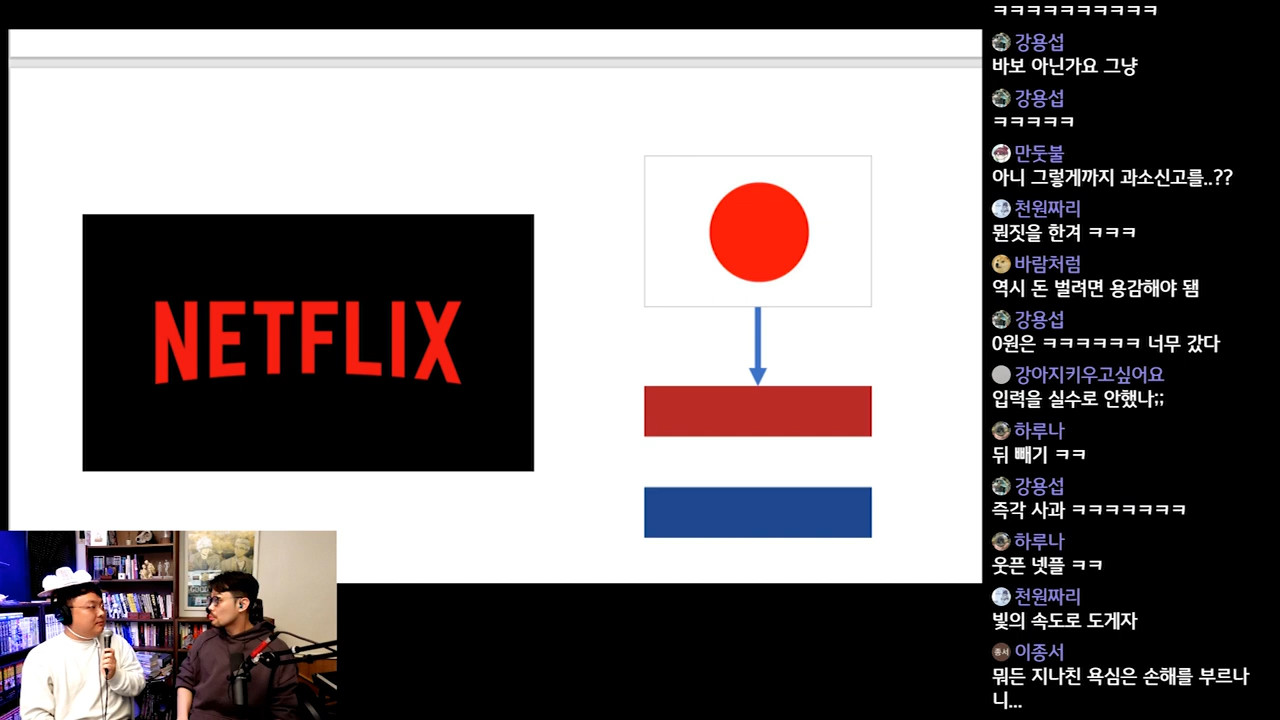 NETFLIX
ㅋㅋㅋㅋㅋㅋㅋㅋㅋㅋ
강용섭
바보 아닌가요 그냥
강용섭
ㅋㅋㅋㅋㅋ
만둣불
아니 그렇게까지 과소신고를..??
천원짜리
뭔짓을 한겨 ㅋㅋㅋ
바람처럼
역시 돈 벌려면 용감해야 됌
강용섭
0원은 ㅋㅋㅋㅋㅋㅋ 너무 갔다
강아지키우고싶어요
입력을 실수로 안했나;;
하루나
뒤 빼기 ㅋㅋ
강용섭
즉각 사과 ㅋㅋㅋㅋㅋㅋㅋ
하루나
웃픈 넷플 ㅋㅋ
천원짜리
빛의 속도로 도게자
종서 이종서
뭐든 지나친 욕심은 손해를 부르나
니...